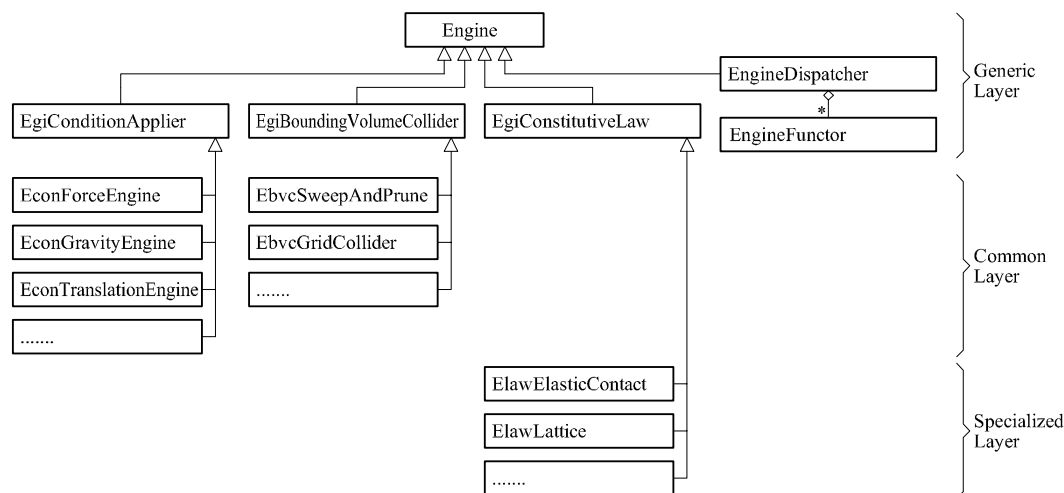 Engine
EngineDispatcher
Generic
Layer
EgiConditionApplier
EgiBoundingVolumeCollider
EgiConstitutiveLaw
*
EngineFunctor
EconForceEngine
EbvcSweepAndPrune
EconGravityEngine
EbvcGridCollider
Common
Layer
EconTranslationEngine
.......
.......
ElawElasticContact
ElawLattice
Specialized
Layer
.......